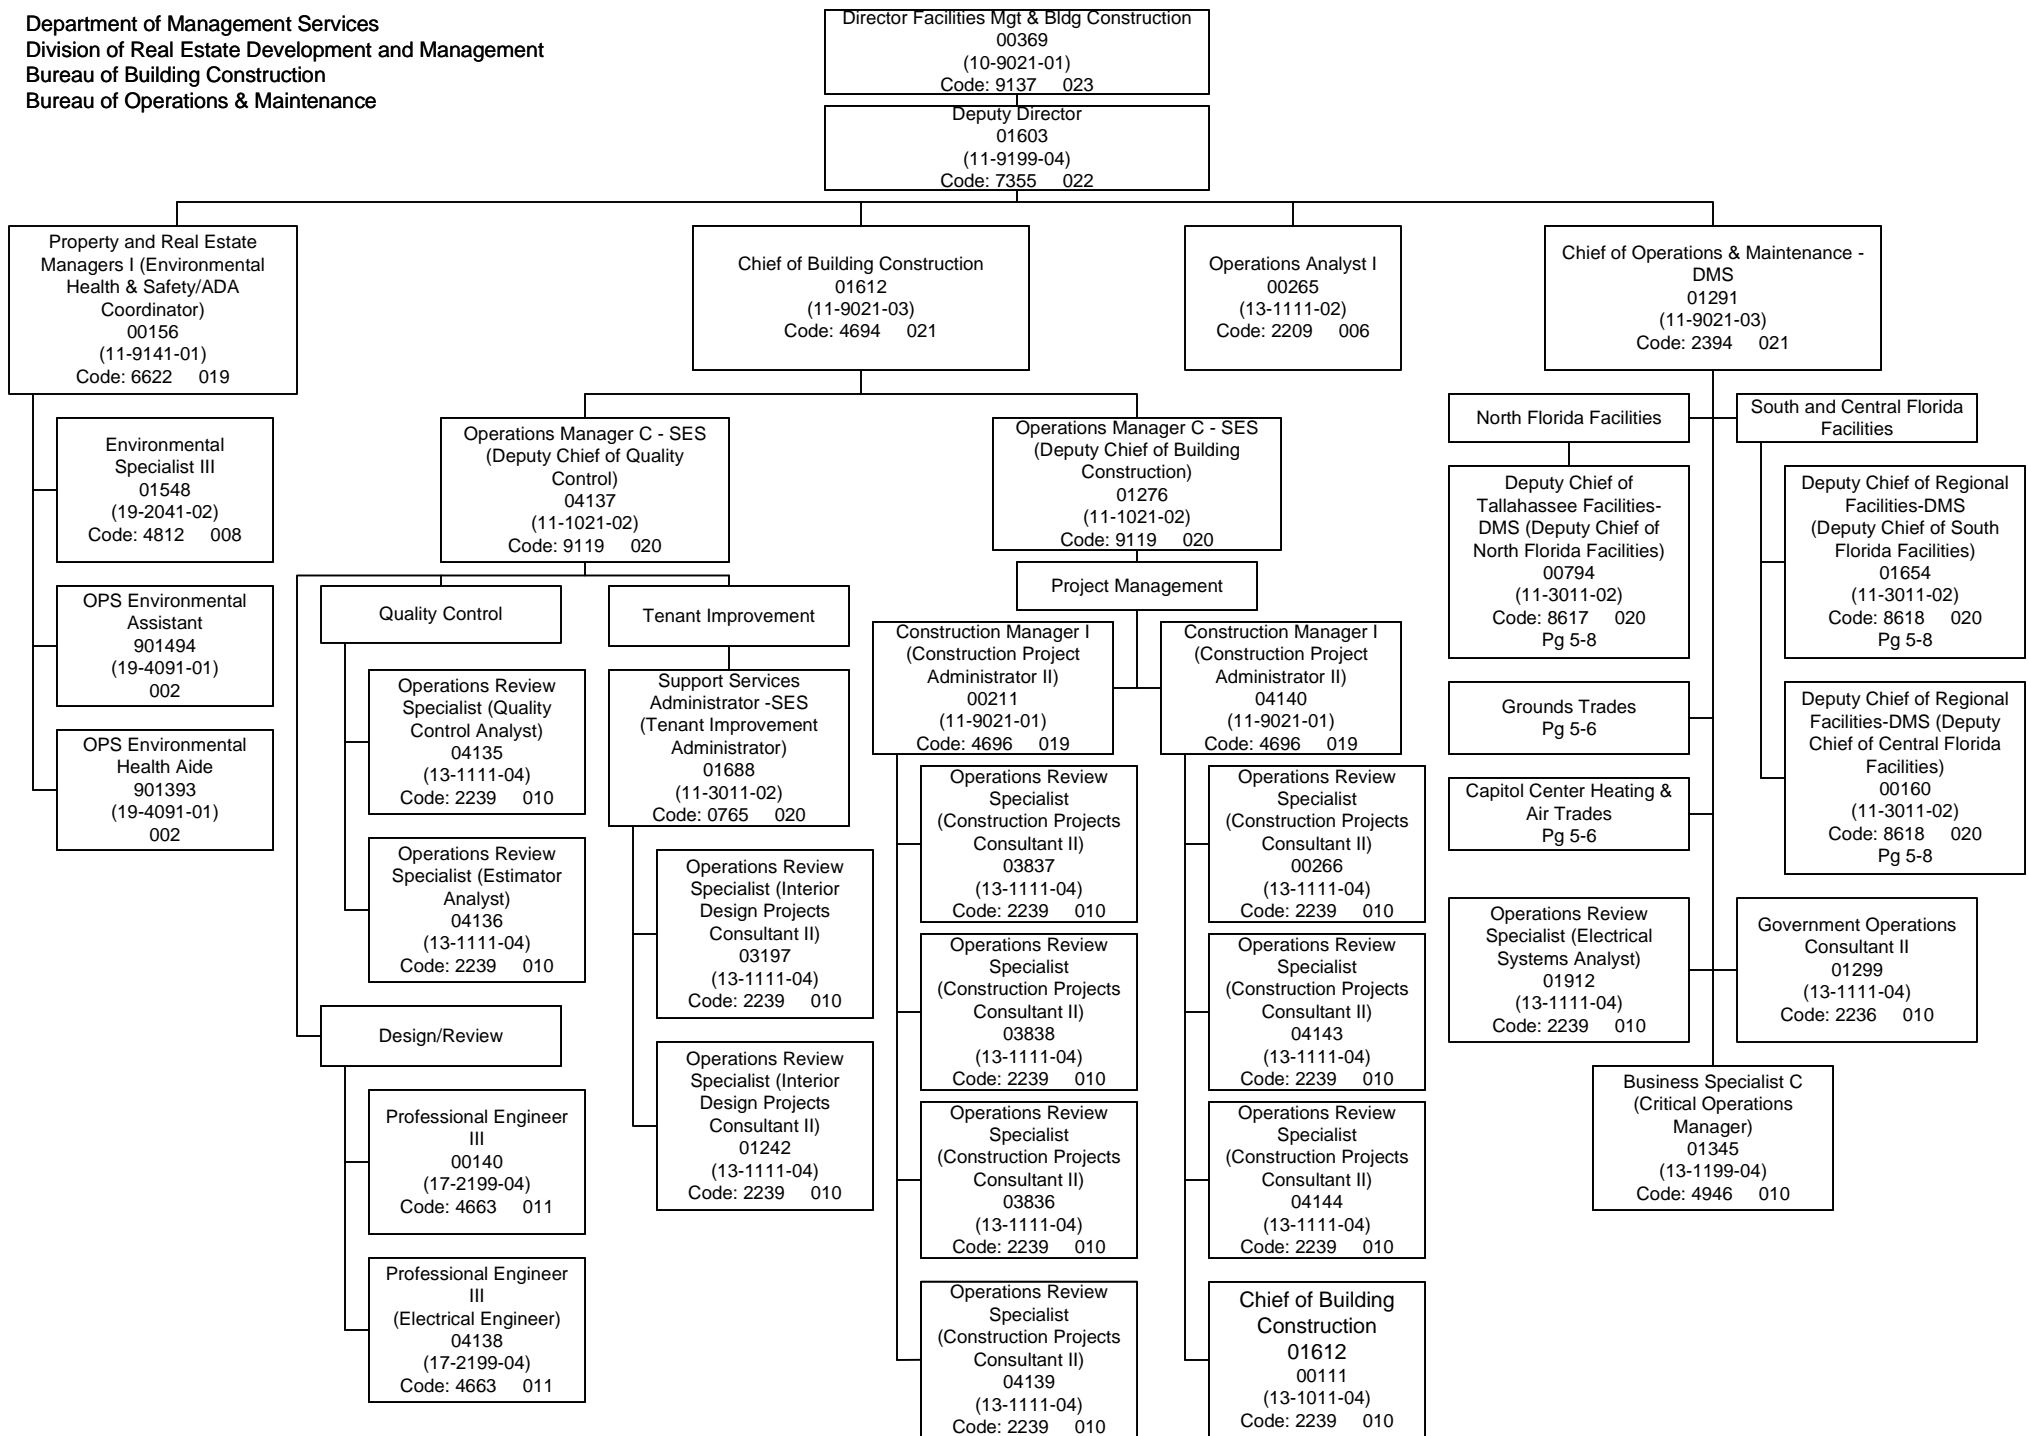 Department of Management Services
Division of Real Estate Development and Management
Bureau of Building Construction
Bureau of Operations & Maintenance
Director Facilities Mgt & Bldg Construction
00369
(10-9021-01)
Code: 9137 023
Deputy Director
01603
(11-9199-04)
Code: 7355 022
Property and Real Estate
Managers I (Environmental
Health & Safety/ADA
Coordinator)
00156
(11-9141-01)
Code: 6622 019
Chief of Building Construction
01612
(11-9021-03)
Code: 4694 021
Operations Analyst I
00265
(13-1111-02)
Code: 2209 006
Chief of Operations & Maintenance -
DMS
01291
(11-9021-03)
Code: 2394 021
Environmental
Specialist III
01548
(19-2041-02)
Code: 4812 008
OPS Environmental
Assistant
901494
(19-4091-01)
002
OPS Environmental
Health Aide
901393
(19-4091-01)
002
Operations Manager C - SES
(Deputy Chief of Quality
Control)
04137
(11-1021-02)
Code: 9119 020
Quality Control
Operations Review
Specialist (Quality
Control Analyst)
04135
(13-1111-04)
Code: 2239 010
Operations Review
Specialist (Estimator
Analyst)
04136
(13-1111-04)
Code: 2239 010
Design/Review
Professional Engineer
III
00140
(17-2199-04)
Code: 4663 011
Professional Engineer
III
(Electrical Engineer)
04138
(17-2199-04)
Code: 4663 011
Tenant Improvement
Support Services
Administrator -SES
(Tenant Improvement
Administrator)
01688
(11-3011-02)
Code: 0765 020
Operations Review
Specialist (Interior
Design Projects
Consultant II)
03197
(13-1111-04)
Code: 2239 010
Operations Review
Specialist (Interior
Design Projects
Consultant II)
01242
(13-1111-04)
Code: 2239 010
Operations Manager C - SES
(Deputy Chief of Building
Construction)
01276
(11-1021-02)
Code: 9119 020
Project Management
Construction Manager I
(Construction Project
Administrator II)
00211
(11-9021-01)
Code: 4696 019
Operations Review
Specialist
(Construction Projects
Consultant II)
03837
(13-1111-04)
Code: 2239 010
Operations Review
Specialist
(Construction Projects
Consultant II)
03838
(13-1111-04)
Code: 2239 010
Operations Review
Specialist
(Construction Projects
Consultant II)
03836
(13-1111-04)
Code: 2239 010
Operations Review
Specialist
(Construction Projects
Consultant II)
04139
(13-1111-04)
Code: 2239 010
Construction Manager I
(Construction Project
Administrator II)
04140
(11-9021-01)
Code: 4696 019
Operations Review
Specialist
(Construction Projects
Consultant II)
00266
(13-1111-04)
Code: 2239 010
Operations Review
Specialist
(Construction Projects
Consultant II)
04143
(13-1111-04)
Code: 2239 010
Operations Review
Specialist
(Construction Projects
Consultant II)
04144
(13-1111-04)
Code: 2239 010
Chief of Building
Construction
01612
00111
(13-1011-04)
Code: 2239 010
North Florida Facilities
Deputy Chief of
Tallahassee Facilities-
DMS (Deputy Chief of
North Florida Facilities)
00794
(11-3011-02)
Code: 8617 020
Pg 5-8
Grounds Trades
Pg 5-6
Capitol Center Heating &
Air Trades
Pg 5-6
Operations Review
Specialist (Electrical
Systems Analyst)
01912
(13-1111-04)
Code: 2239 010
South and Central Florida
Facilities
Deputy Chief of Regional
Facilities-DMS
(Deputy Chief of South
Florida Facilities)
01654
(11-3011-02)
Code: 8618 020
Pg 5-8
Deputy Chief of Regional
Facilities-DMS (Deputy
Chief of Central Florida
Facilities)
00160
(11-3011-02)
Code: 8618 020
Pg 5-8
Government Operations
Consultant II
01299
(13-1111-04)
Code: 2236 010
Business Specialist C
(Critical Operations
Manager)
01345
(13-1199-04)
Code: 4946 010